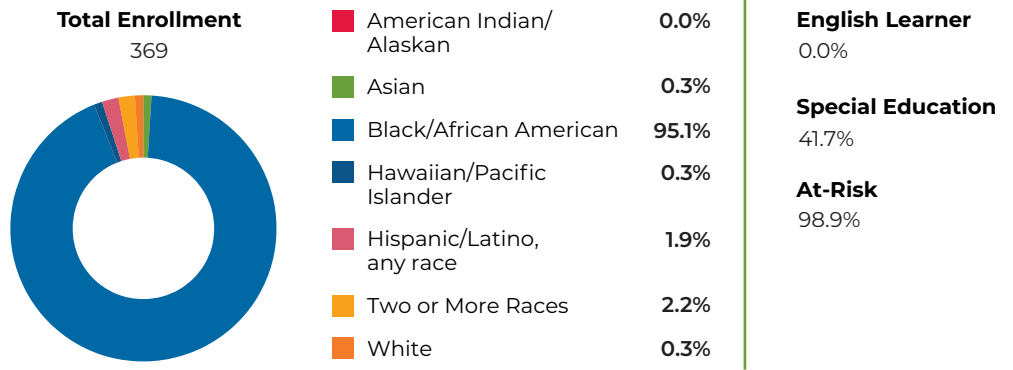 Total Enrollment
369
American Indian/
Alaskan
0.0%
Asian
0.3%
Black/African American
95.1%
Hawaiian/Pacific
Islander
0.3%
Hispanic/Latino,
any race
1.9%
Two or More Races
2.2%
White
0.3%
English Learner
0.0%
Special Education
41.7%
At-Risk
98.9%